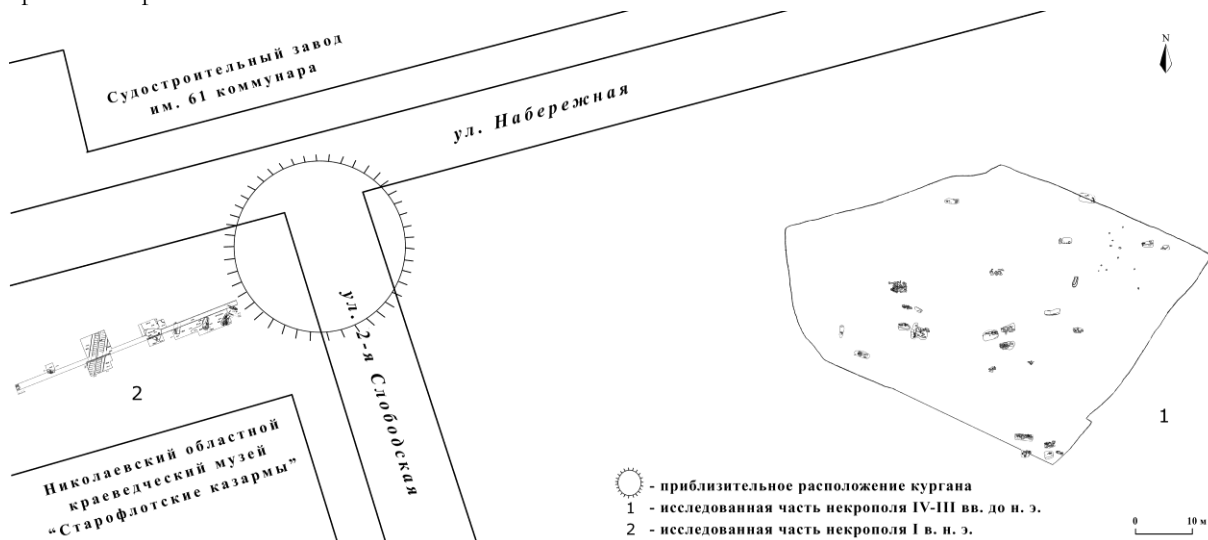 Судостроительный завод
им. 61 коммунара
ул. Набережная
N
ул. 2-я Слободская
2
1
Николаевский областной
краеведческий музей
“Старофлотские казармы”
- приблизительное расположение кургана
1 - исследованная часть некрополя IV-III вв. до н. э.
2 - исследованная часть некрополя I в. н. э.
0 10 м